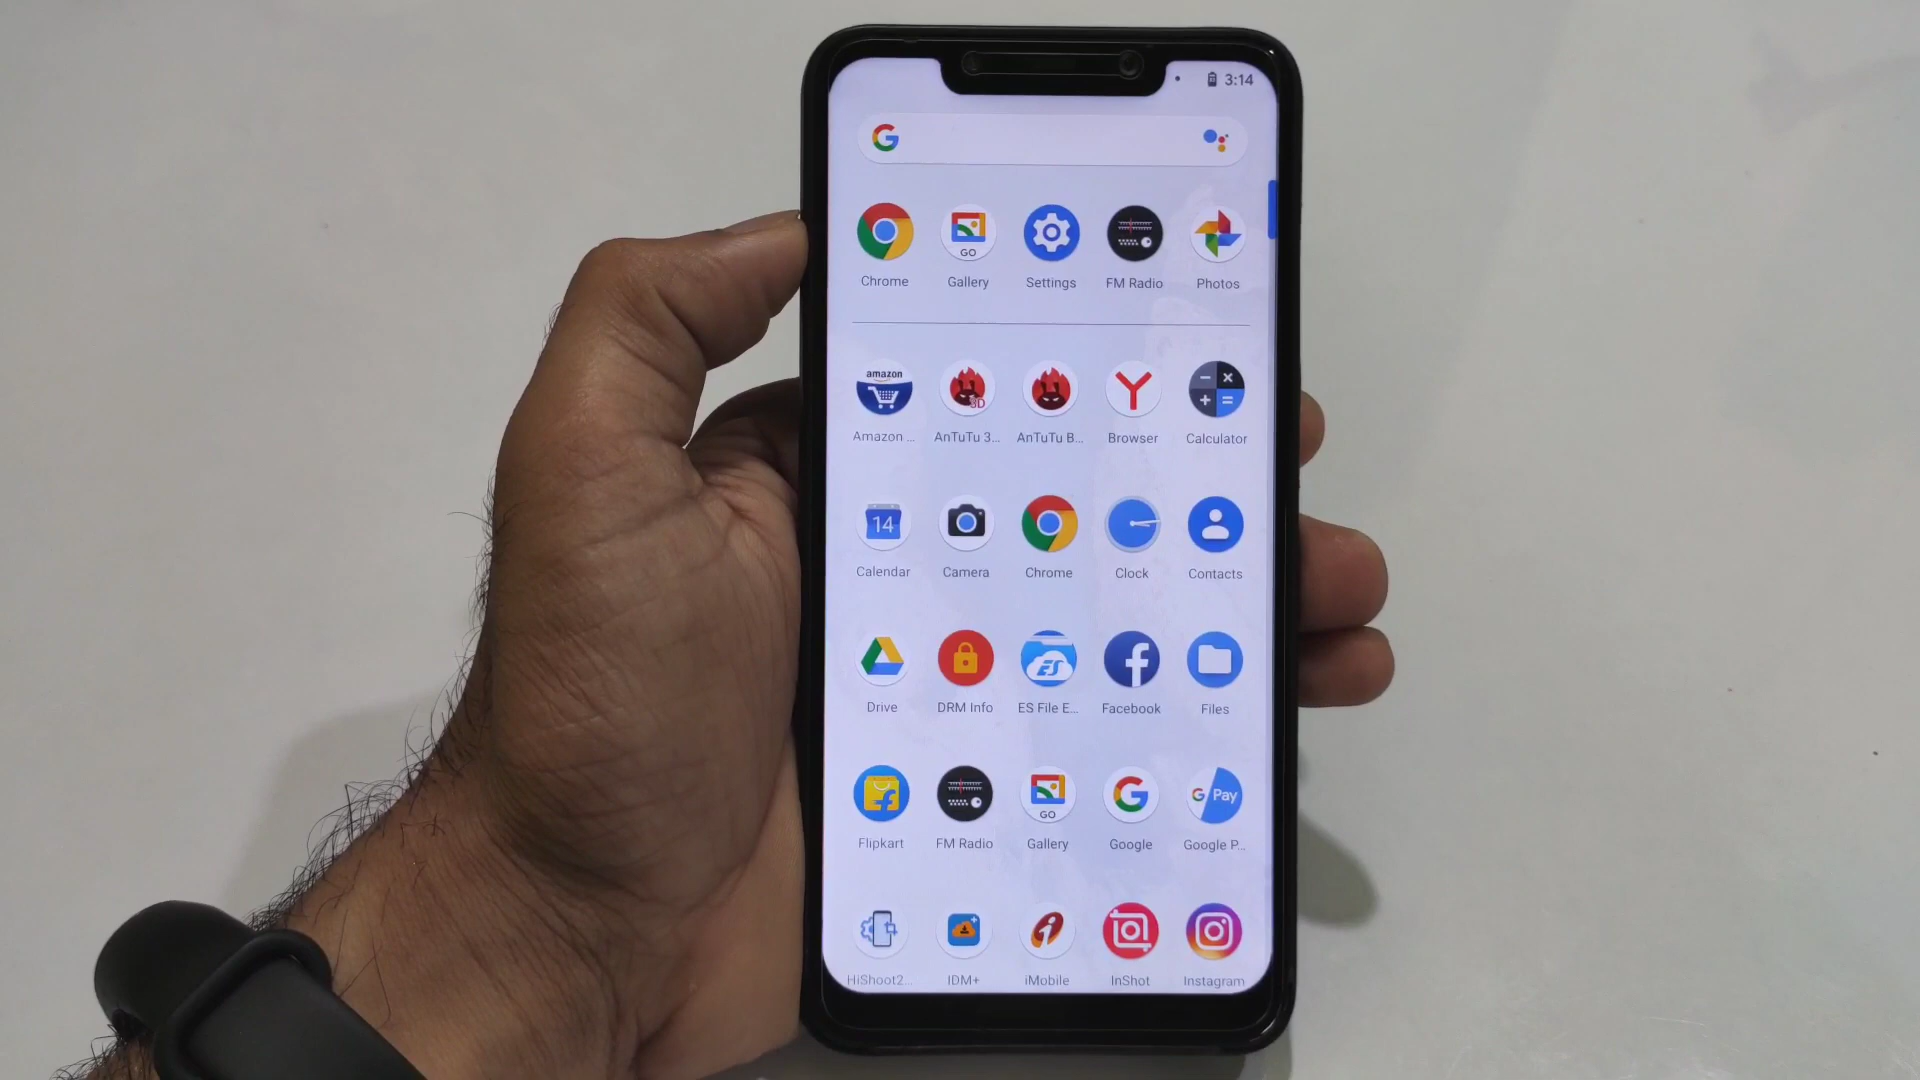 3:14
Chrome
GO
Gallery
Settings
FM Radio
Photos
amazon
3D
Amazon ...
AnTuTu 3...
AnTuTu B...
Browser
Calculator
14
Calendar
Camera
Chrome
Clock
Contacts
ES
Drive
DRM Info
ES File E...
Facebook
Files
GO
G Pay
Flipkart
FM Radio
Gallery
Google
Google P...
HiShoot2...
IDM+
iMobile
InShot
Instagram